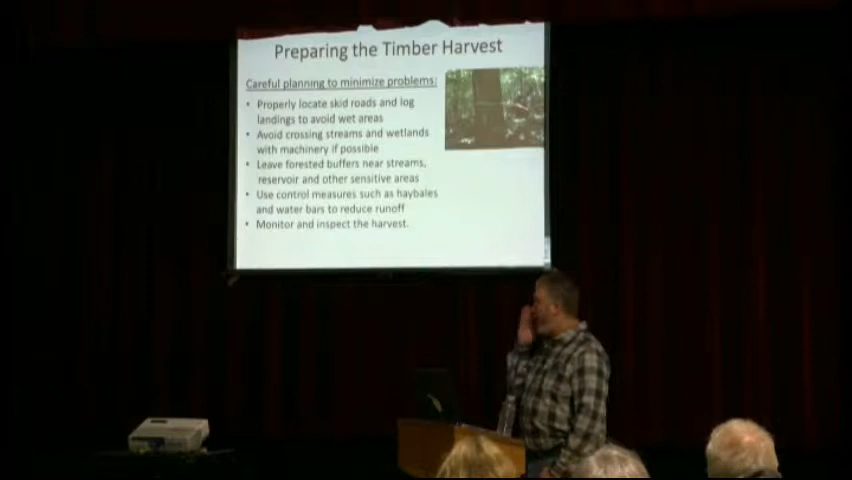 Preparing the Timber Harvest
Careful planning to minimize problems:
• Properly locate skid roads and log
landings to avoid wet areas
• Avoid crossing streams and wetlands
with machinery if possible
• Leave forested buffers near streams,
reservoir and other sensitive areas
• Use control measures such as haybales
and water bars to reduce runoff
• Monitor and inspect the harvest.